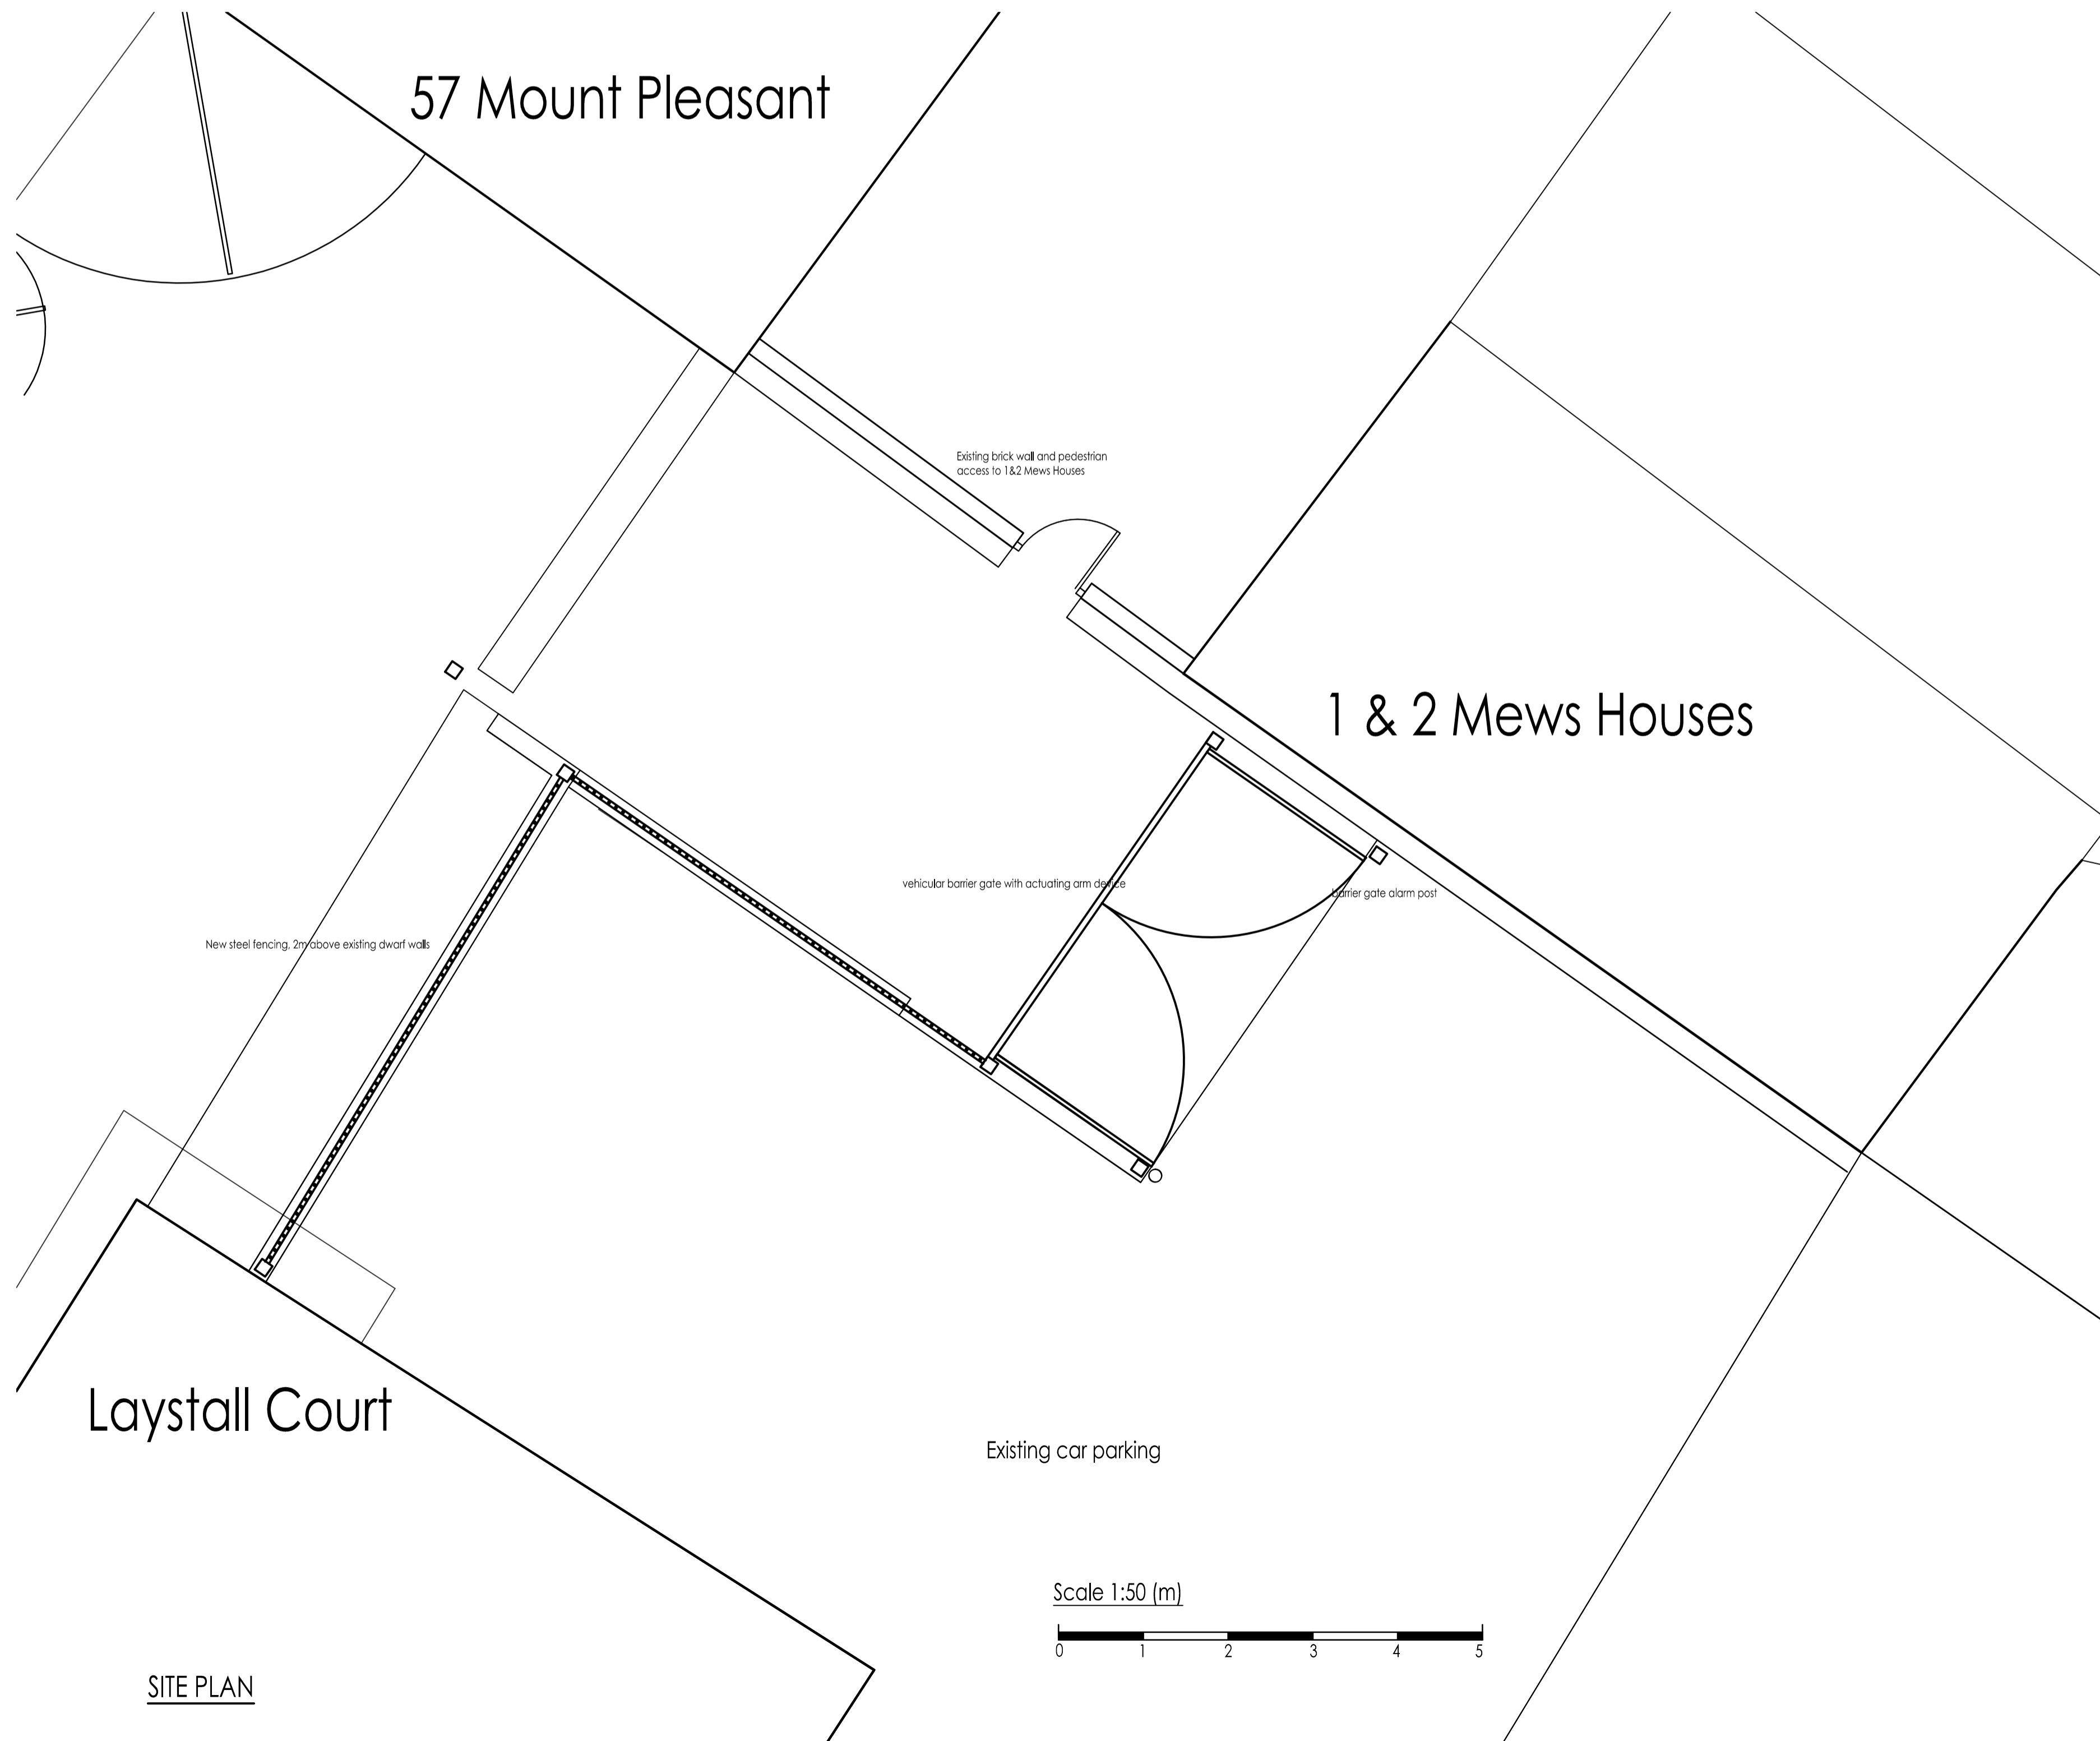 57 Mount Pleasant
Existing brick wall and pedestrian
access to 1&2 Mews Houses
1 & 2 Mews Houses
vehicular barrier gate with actuating arm device
barrier gate alarm post
New steel fencing, 2m above existing dwarf walls
Laystall Court
Existing car parking
Scale 1:50 (m)
0 1 2 3 4 5
SITE PLAN